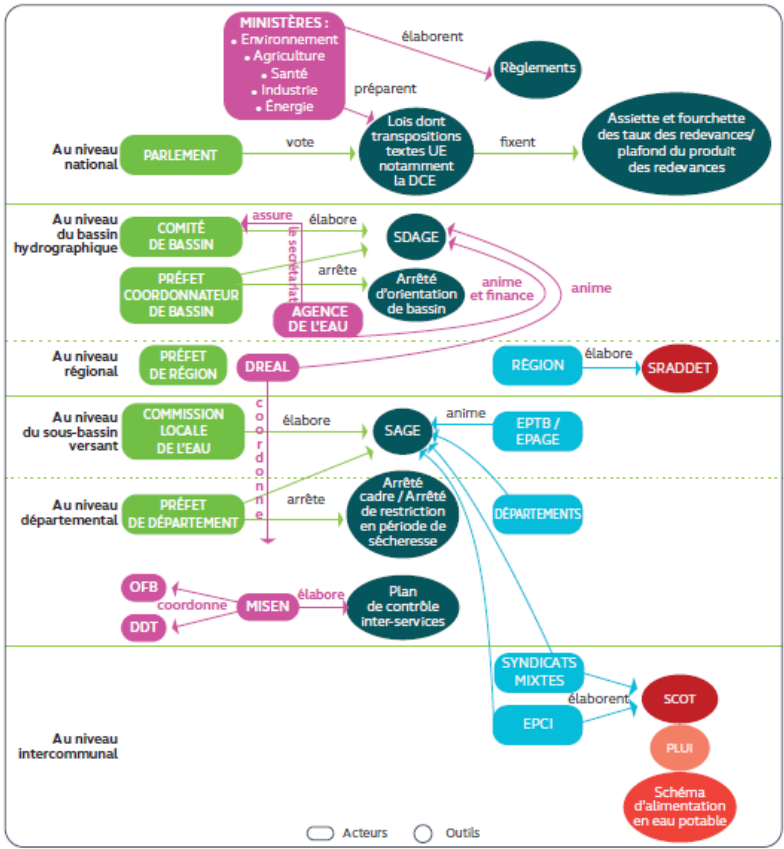 MINISTÈRES :
• Environnement
• Agriculture
• Santé
• Industrie
• Énergie
élaborent
Règlements
préparent
Au niveau
national
PARLEMENT
vote
Lois dont
transpositions
textes UE
notamment
la DCE
fixent
Assiette et fourchette
des taux des redevances/
plafond du produit
des redevances
Au niveau
du bassin
hydrographique
COMITÉ
DE BASSIN
assure
le secrétariat
élabore
SDAGE
PRÉFET
COORDONNATEUR
DE BASSIN
arrête
Arrêté
d'orientation
de bassin
AGENCE
DE L'EAU
anime
et finance
anime
Au niveau
régional
PRÉFET
DE RÉGION
DREAL
RÉGION
élabore
SRADDET
Au niveau
du sous-bassin
versant
COMMISSION
LOCALE
DE L'EAU
coordonne
élabore
SAGE
anime
EPTB /
EPAGE
Au niveau
départemental
PRÉFET
DE DÉPARTEMENT
arrête
Arrêté
cadre / Arrêté
de restriction
en période de
sécheresse
DÉPARTEMENTS
OFB
coordonne
DDT
MISEN
élabore
Plan
de contrôle
inter-services
Au niveau
intercommunal
SYNDICATS
MIXTES
élaborent
EPCI
SCOT
PLUI
Schéma
d'alimentation
en eau potable
Acteurs
Outils